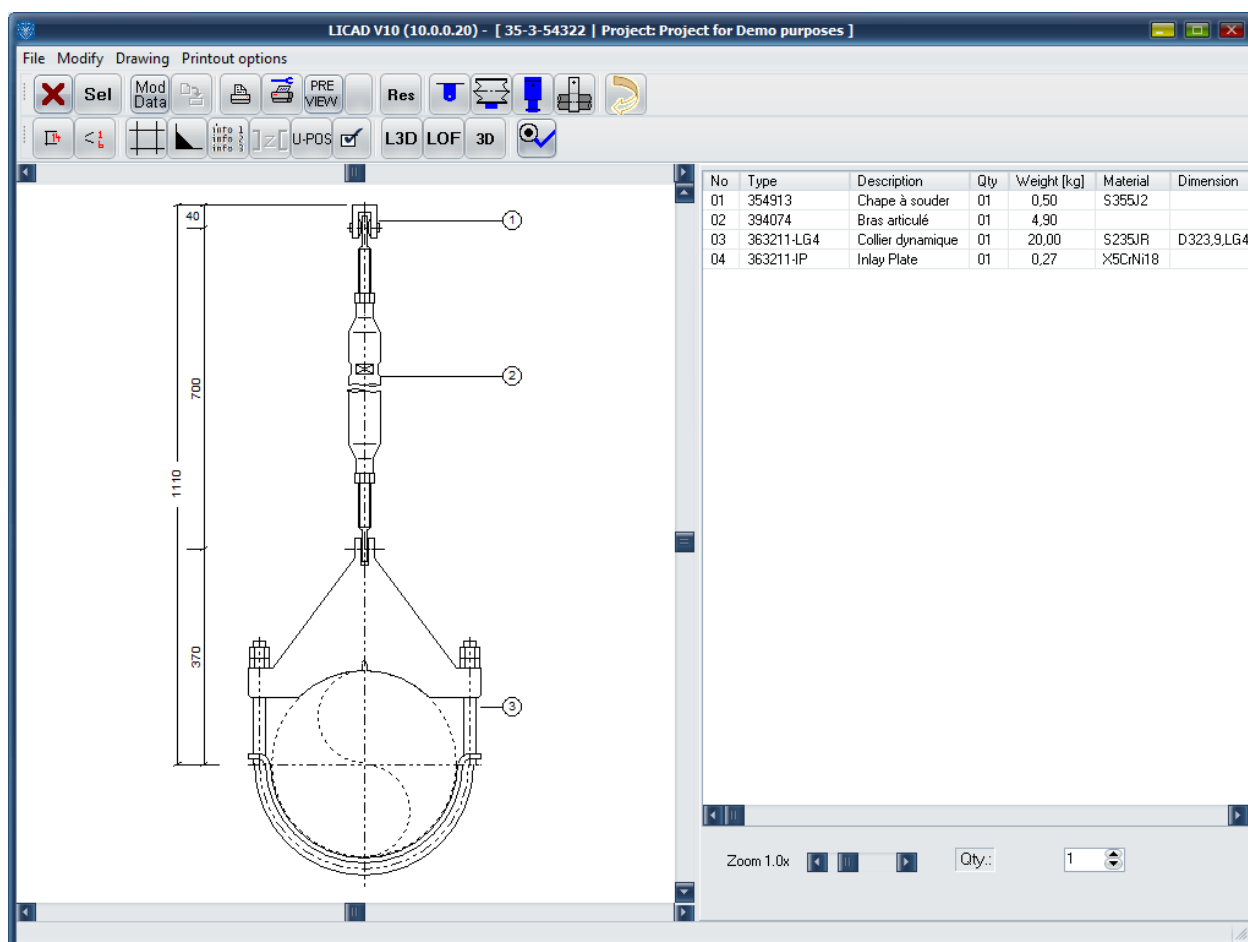 LICAD V10 (10.0.0.20) - [ 35-3-54322 | Project: Project for Demo purposes ]
File Modify Drawing Printout options
Sel Mod Data PRE VIEW Res
info 1
info 2
info 3
]z[ U-POS L3D LOF 3D
No Type Description Qty Weight [kg] Material Dimension
01 354913 Chape à souder 01 0,50 S355J2
02 394074 Bras articulé 01 4,90
03 363211-LG4 Collier dynamique 01 20,00 S235JR D323,9,LG4
04 363211-IP Inlay Plate 01 0,27 X5CrNi18
40
1
2
700
1110
370
3
Zoom 1.0x Qty.: 1